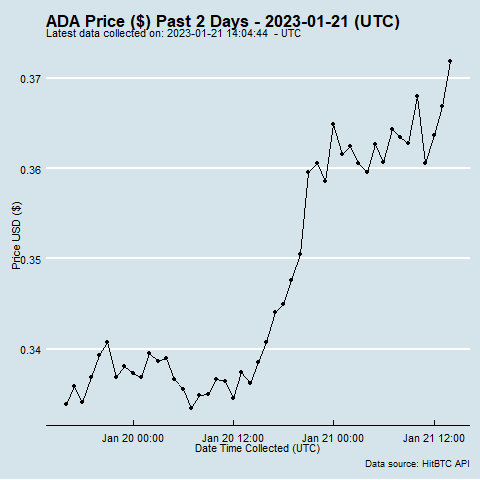 ADA Price ($) Past 2 Days - 2023-01-21 (UTC)
Latest data collected on: 2023-01-21 14:04:44 - UTC
0.37
0.36
0.35
0.34
Price USD ($)
Jan 20 00:00
Jan 20 12:00
Jan 21 00:00
Jan 21 12:00
Date Time Collected (UTC)
Data source: HitBTC API